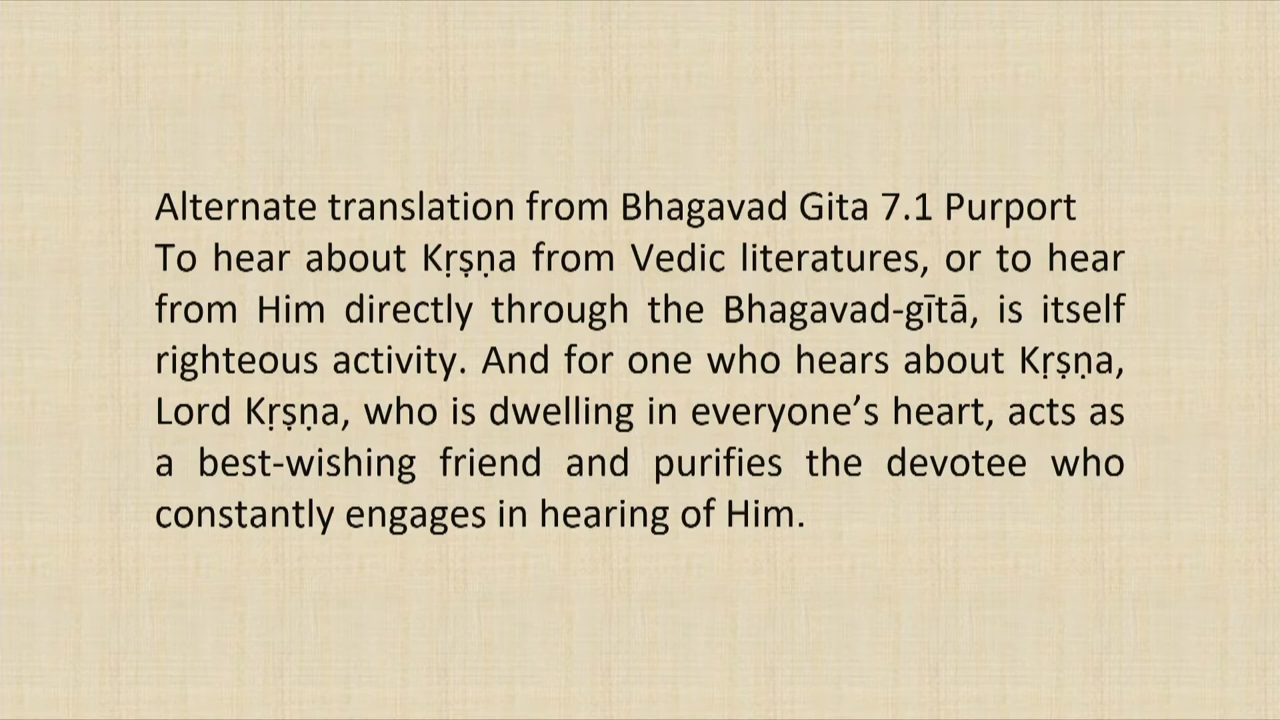 Alternate translation from Bhagavad Gita 7.1 Purport
To hear about Kṛṣṇa from Vedic literatures, or to hear
from Him directly through the Bhagavad-gītā, is itself
righteous activity. And for one who hears about Kṛṣṇa,
Lord Kṛṣṇa, who is dwelling in everyone’s heart, acts as
a best-wishing friend and purifies the devotee who
constantly engages in hearing of Him.